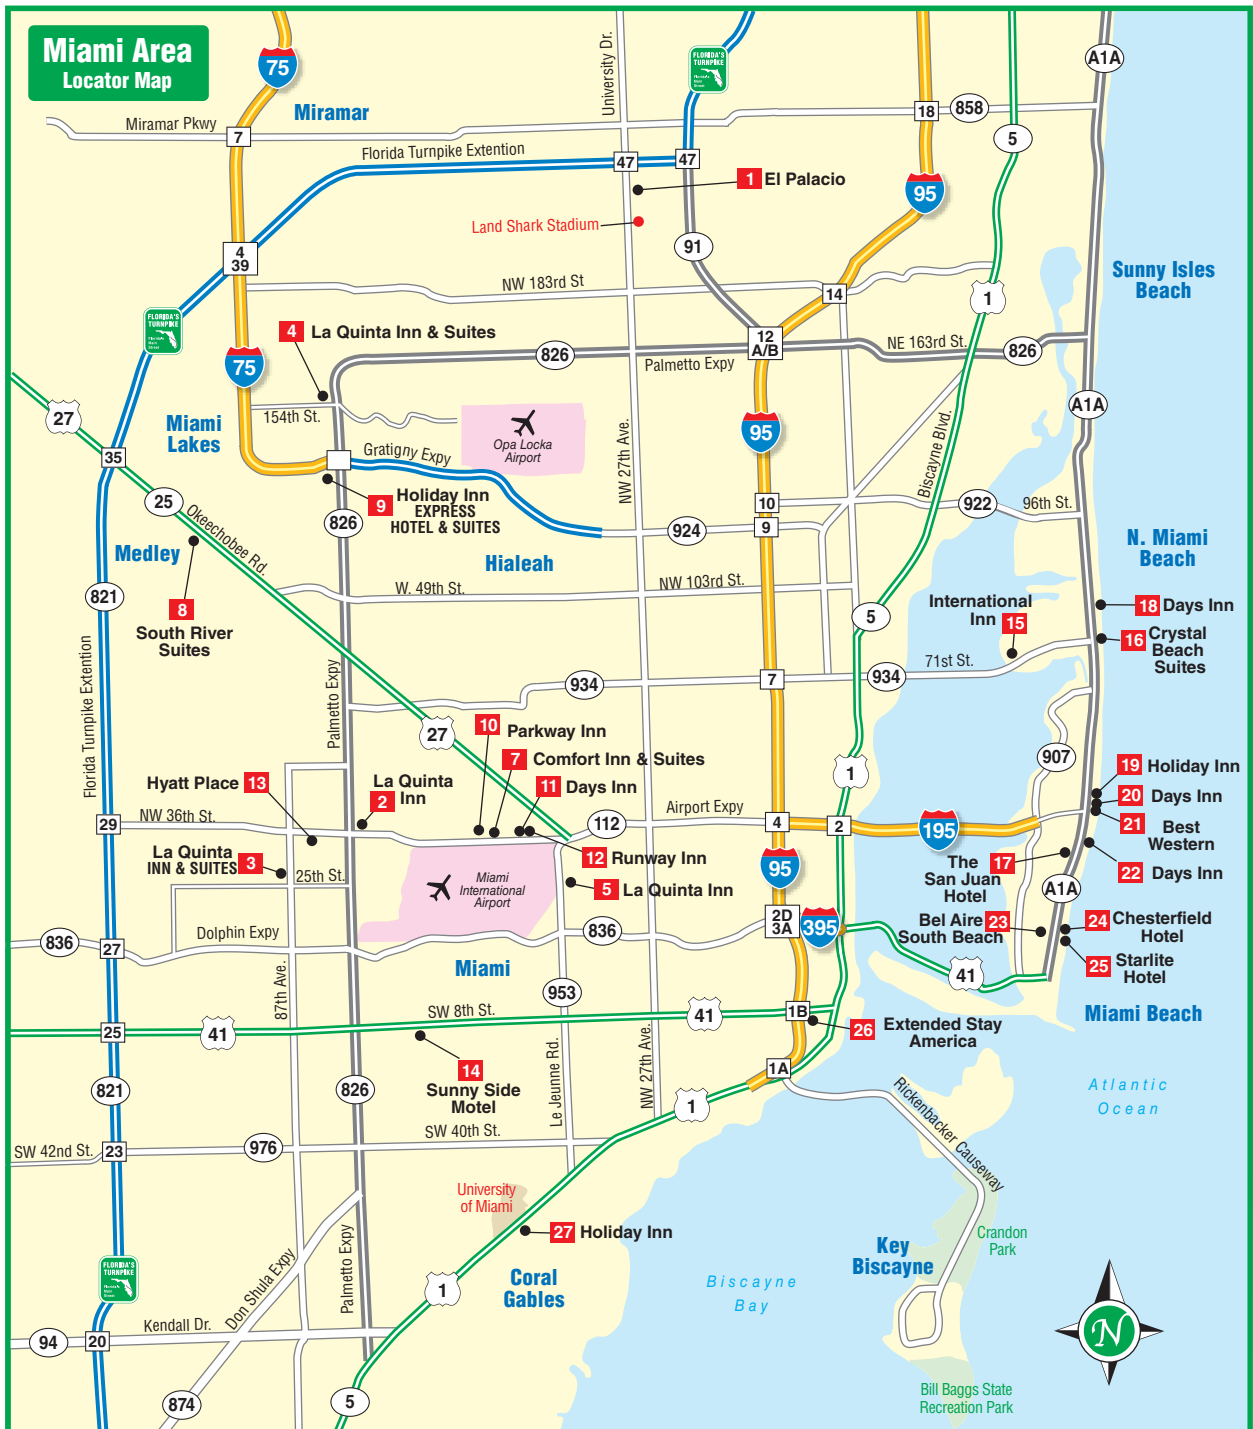 Miami Area
Locator Map
75
University Dr.
FLORIDA'S
TURNPIKE
A1A
Miramar
18
858
Miramar Pkwy
7
5
Florida Turnpike Extention
47
47
1 El Palacio
95
Land Shark Stadium
91
4
39
Sunny Isles
Beach
NW 183rd St
14
1
FLORIDA'S
TURNPIKE
4 La Quinta Inn & Suites
12
A/B
826
Palmetto Expy
NE 163rd St.
826
75
27
154th St.
A1A
Miami
Lakes
Opa Locka
Airport
95
Gratigny Expy
NW 27th Ave.
Biscayne Blvd.
35
25
Okeechobee Rd.
9 Holiday Inn
EXPRESS
HOTEL & SUITES
826
10
922
96th St.
924
9
Medley
Hialeah
N. Miami
Beach
821
W. 49th St.
NW 103rd St.
8
South River
Suites
International
Inn 15
18 Days Inn
5
16 Crystal
Beach
Suites
Florida Turnpike Extention
Palmetto Expy
934
7
934
71st St.
27
10 Parkway Inn
7 Comfort Inn & Suites
11 Days Inn
907
1
19 Holiday Inn
20 Days Inn
21 Best
Western
Hyatt Place 13
La Quinta
2 Inn
NW 36th St.
29
112
Airport Expy
4
2
195
La Quinta
INN & SUITES 3
12 Runway Inn
95
The 17
San Juan
Hotel
22 Days Inn
25th St.
Miami
International
Airport
5 La Quinta Inn
A1A
2D
3A
395
Bel Aire 23
South Beach
24 Chesterfield
Hotel
836
27
Dolphin Expy
836
Miami
41
25 Starlite
Hotel
87th Ave.
953
SW 8th St.
41
1B
Miami Beach
25
41
26 Extended Stay
America
14
Sunny Side
Motel
Le Jeunne Rd.
NW 27th Ave.
1A
821
826
1
Rickenbacker Causeway
Atlantic
Ocean
SW 40th St.
SW 42nd St.
23
976
University
of Miami
27 Holiday Inn
Crandon
Park
Key
Biscayne
FLORIDA'S
TURNPIKE
Don Shula Expy
Palmetto Expy
1
Coral
Gables
Biscayne
Bay
N
Kendall Dr.
94
20
874
5
Bill Baggs State
Recreation Park